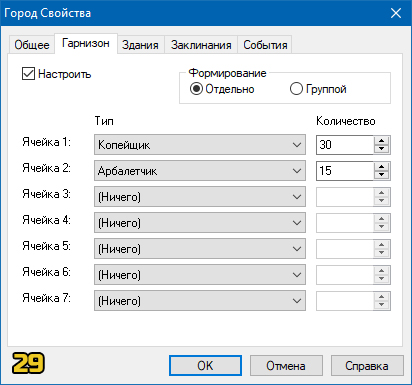 Город Свойства
Общее Гарнизон Здания Заклинания События
Настроить
Формирование
Отдельно Группой
Тип Количество
Ячейка 1: Копейщик 30
Ячейка 2: Арбалетчик 15
Ячейка 3: (Ничего)
Ячейка 4: (Ничего)
Ячейка 5: (Ничего)
Ячейка 6: (Ничего)
Ячейка 7: (Ничего)
29 OK Отмена Справка